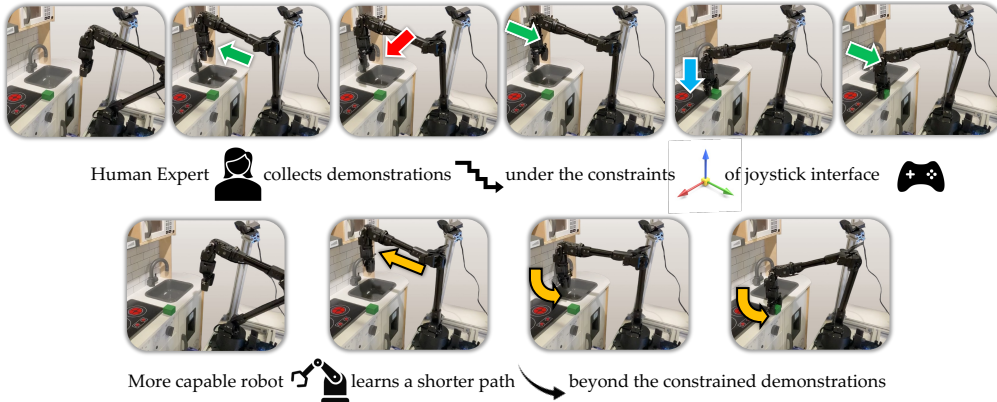 Human Expert collects demonstrations under the constraints of joystick interface
More capable robot learns a shorter path beyond the constrained demonstrations